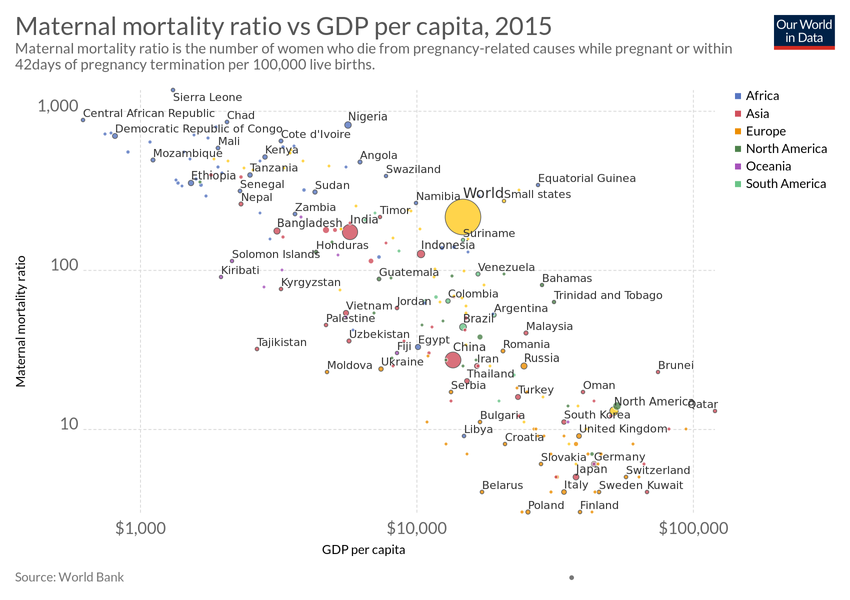 Maternal mortality ratio vs GDP per capita, 2015
Our World
in Data
Maternal mortality ratio is the number of women who die from pregnancy-related causes while pregnant or within
42days of pregnancy termination per 100,000 live births.
Africa
Asia
Europe
North America
Oceania
South America
Maternal mortality ratio
1,000
100
10
Sierra Leone
Central African Republic
Chad
Nigeria
Democratic Republic of Congo
Cote d'Ivoire
Mali
Kenya
Mozambique
Angola
Ethiopia
Tanzania
Swaziland
Equatorial Guinea
Senegal
Sudan
Nepal
Namibia
World
Small states
Zambia
Timor
Bangladesh
India
Suriname
Honduras
Indonesia
Solomon Islands
Kiribati
Guatemala
Venezuela
Kyrgyzstan
Bahamas
Colombia
Trinidad and Tobago
Vietnam
Jordan
Argentina
Palestine
Brazil
Malaysia
Uzbekistan
Egypt
Tajikistan
Fiji
China
Romania
Moldova
Ukraine
Iran
Russia
Brunei
Thailand
Serbia
Turkey
Oman
North America
Qatar
Bulgaria
South Korea
Libya
Croatia
United Kingdom
Slovakia
Germany
Japan
Switzerland
Belarus
Italy
Sweden
Kuwait
Poland
Finland
$1,000
$10,000
$100,000
GDP per capita
Source: World Bank